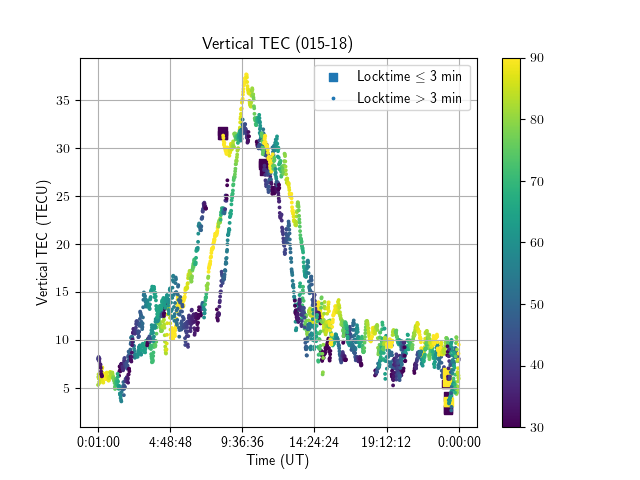 Vertical TEC (015-18)
Locktime ≤ 3 min
Locktime > 3 min
Vertical TEC (TECU)
35
30
25
20
15
10
5
0:01:00 4:48:48 9:36:36 14:24:24 19:12:12 0:00:00
Time (UT)
90
80
70
60
50
40
30